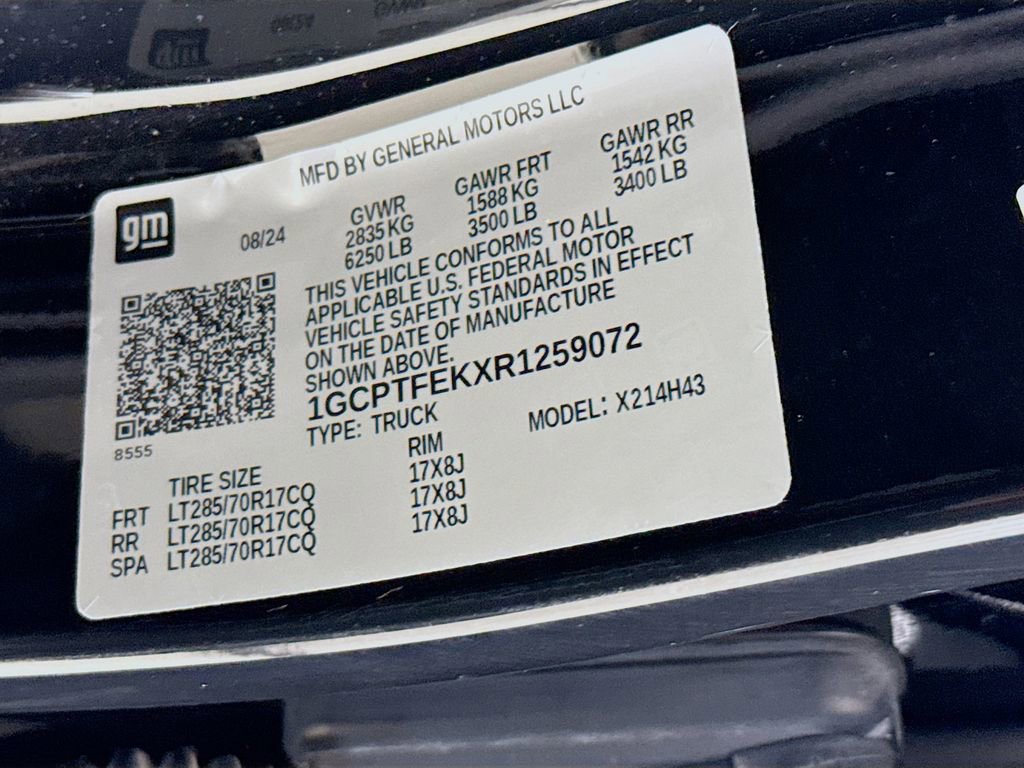 MFD BY GENERAL MOTORS LLC
gm
08/24
GVWR GAWR FRT GAWR RR
2835 KG 1588 KG 1542 KG
6250 LB 3500 LB 3400 LB
THIS VEHICLE CONFORMS TO ALL
APPLICABLE U.S. FEDERAL MOTOR
VEHICLE SAFETY STANDARDS IN EFFECT
ON THE DATE OF MANUFACTURE
SHOWN ABOVE.
1GCPTFEKXR1259072
TYPE: TRUCK MODEL: X214H43
8555
TIRE SIZE RIM
FRT LT285/70R17CQ 17X8J
RR LT285/70R17CQ 17X8J
SPA LT285/70R17CQ 17X8J